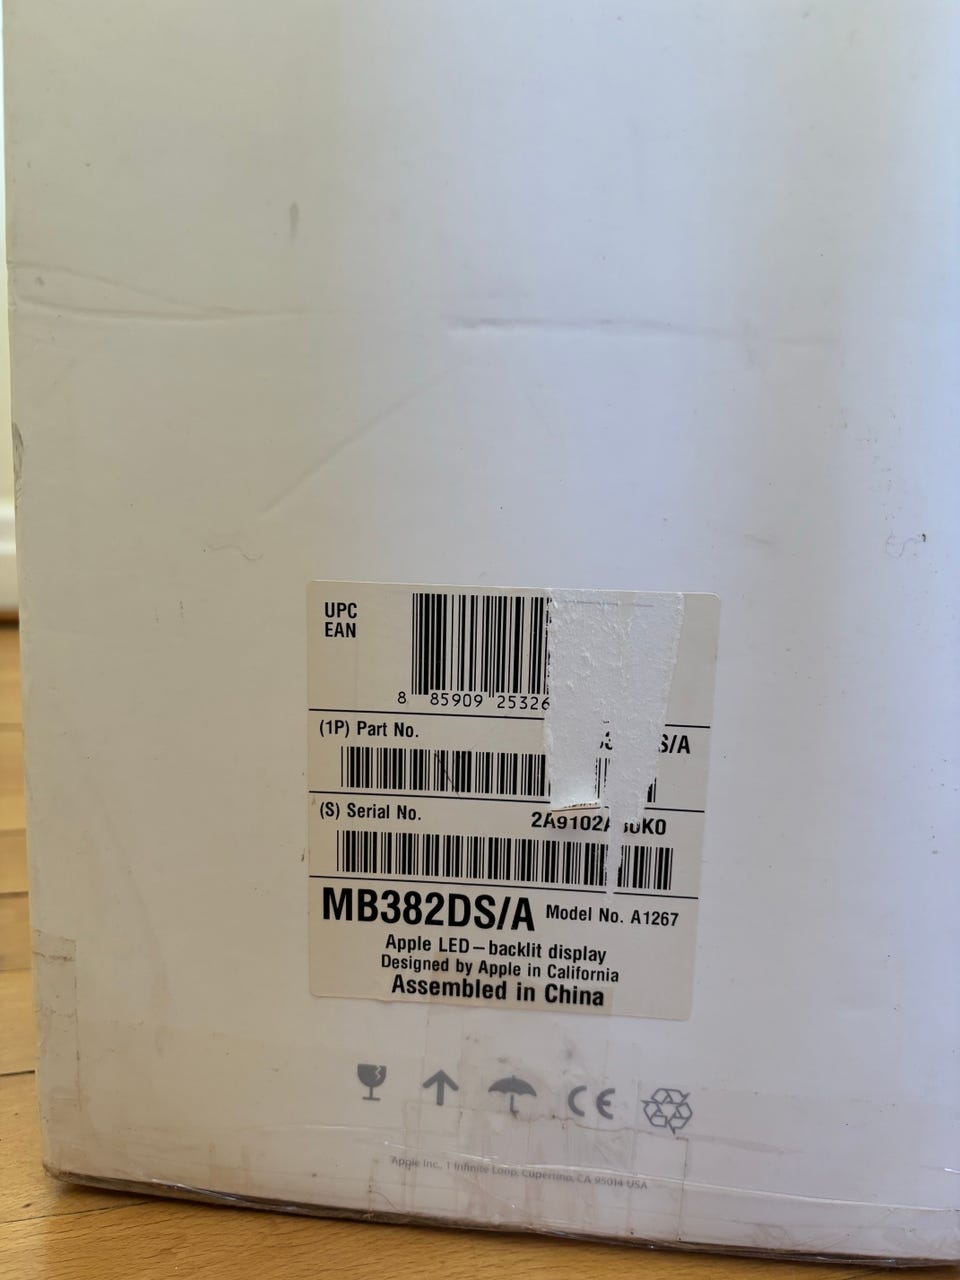 UPC
EAN
8 85909 25326
(1P) Part No.
S/A
(S) Serial No.
MB382DS/A Model No. A1267
Apple LED–backlit display
Designed by Apple in California
Assembled in China
CE
Apple Inc., 1 Infinite Loop, Cupertino, CA 95014 USA